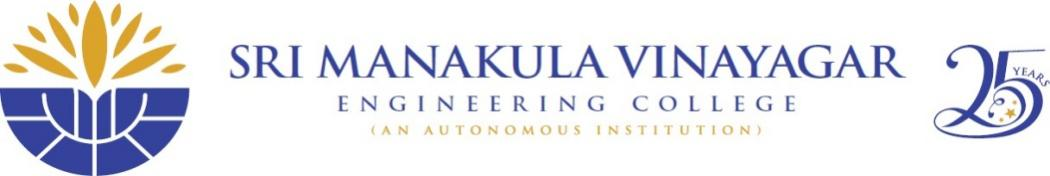 SRI MANAKULA VINAYAGAR
ENGINEERING COLLEGE
(AN AUTONOMOUS INSTITUTION)
25 YEARS